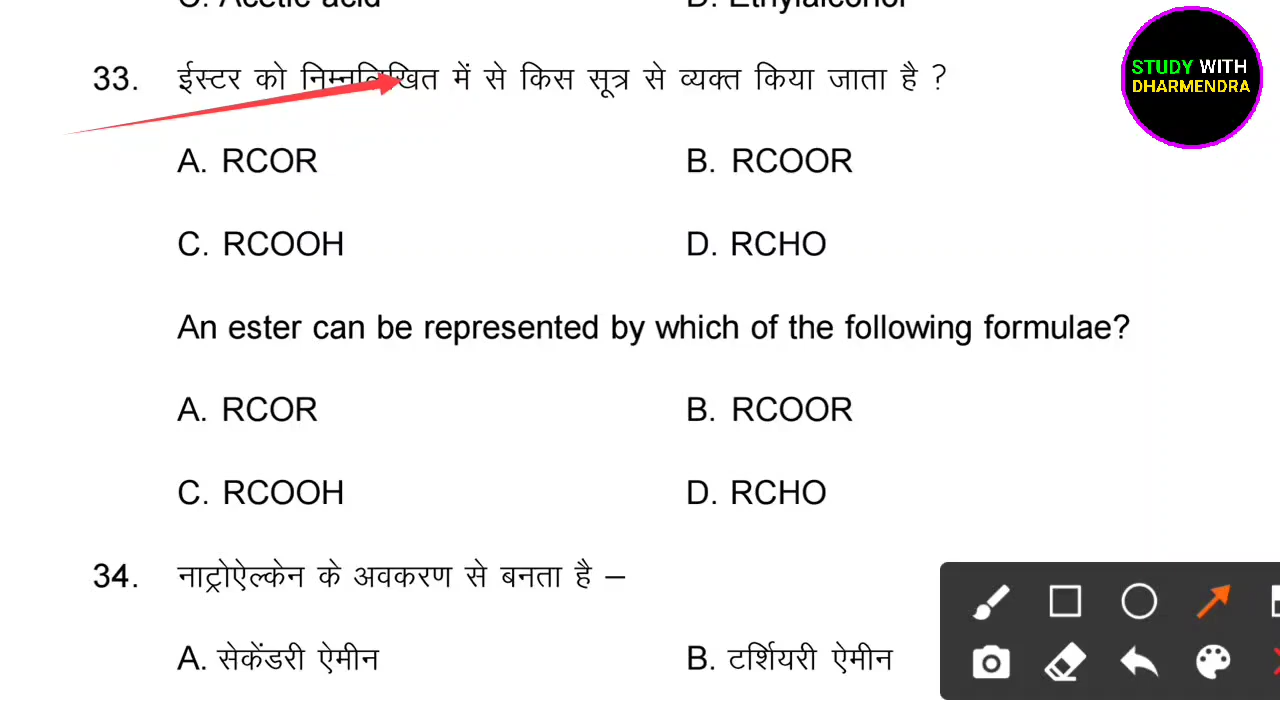 C. Acetic acid D. Ethylalcohol
STUDY WITH
DHARMENDRA
33. ईस्टर को निम्नलिखित में से किस सूत्र से व्यक्त किया जाता है ?
A. RCOR B. RCOOR
C. RCOOH D. RCHO
An ester can be represented by which of the following formulae?
A. RCOR B. RCOOR
C. RCOOH D. RCHO
34. नाट्रोऐल्केन के अवकरण से बनता है –
A. सेकेंडरी ऐमीन B. टर्शियरी ऐमीन